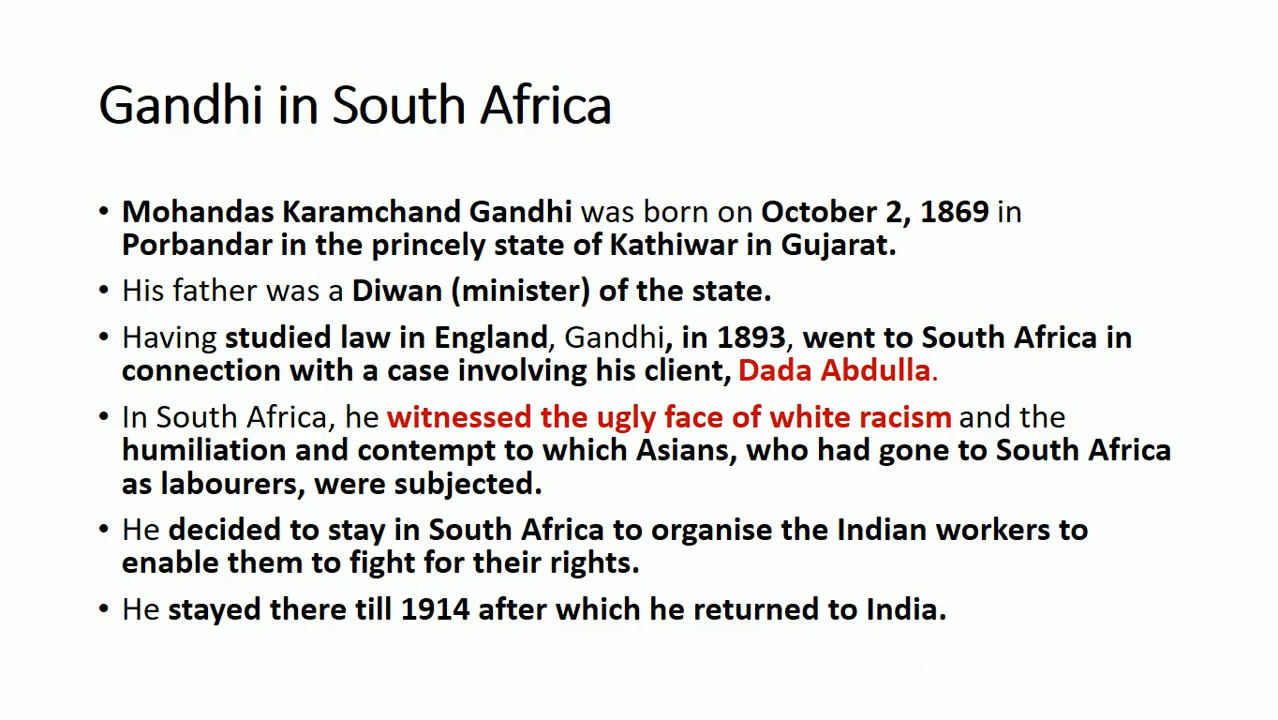 Gandhi in South Africa
• Mohandas Karamchand Gandhi was born on October 2, 1869 in
Porbandar in the princely state of Kathiwar in Gujarat.
• His father was a Diwan (minister) of the state.
• Having studied law in England, Gandhi, in 1893, went to South Africa in
connection with a case involving his client, Dada Abdulla.
• In South Africa, he witnessed the ugly face of white racism and the
humiliation and contempt to which Asians, who had gone to South Africa
as labourers, were subjected.
• He decided to stay in South Africa to organise the Indian workers to
enable them to fight for their rights.
• He stayed there till 1914 after which he returned to India.